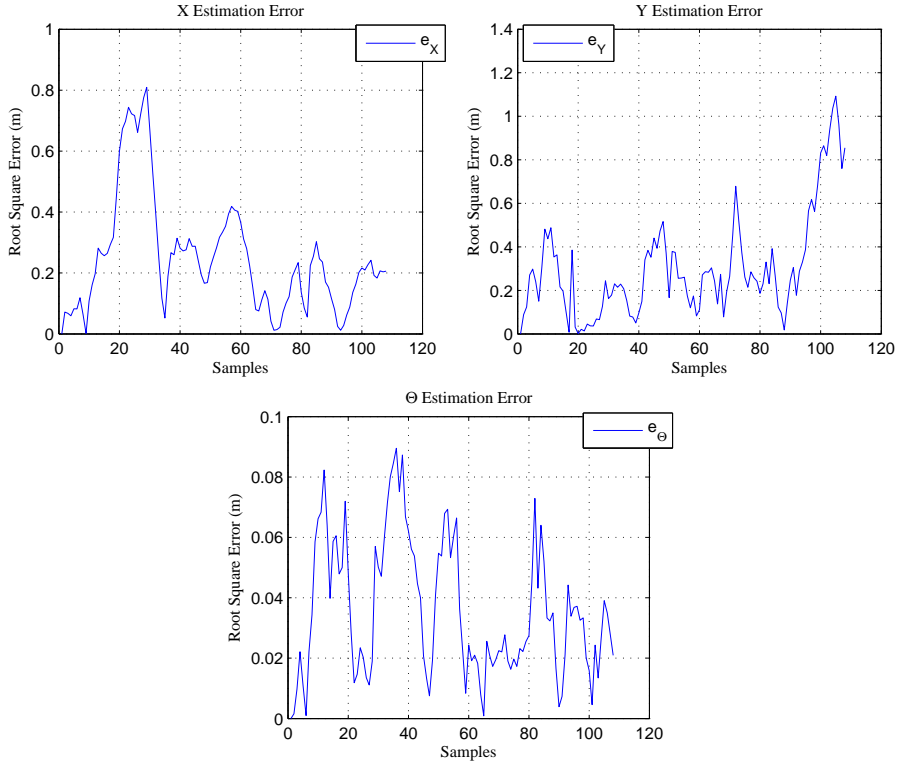 X Estimation Error
e_X
1
0.8
0.6
0.4
0.2
0
Root Square Error (m)
0 20 40 60 80 100 120
Samples
Y Estimation Error
e_Y
1.4
1.2
1
0.8
0.6
0.4
0.2
0
Root Square Error (m)
0 20 40 60 80 100 120
Samples
Θ Estimation Error
e_Θ
0.1
0.08
0.06
0.04
0.02
0
Root Square Error (m)
0 20 40 60 80 100 120
Samples